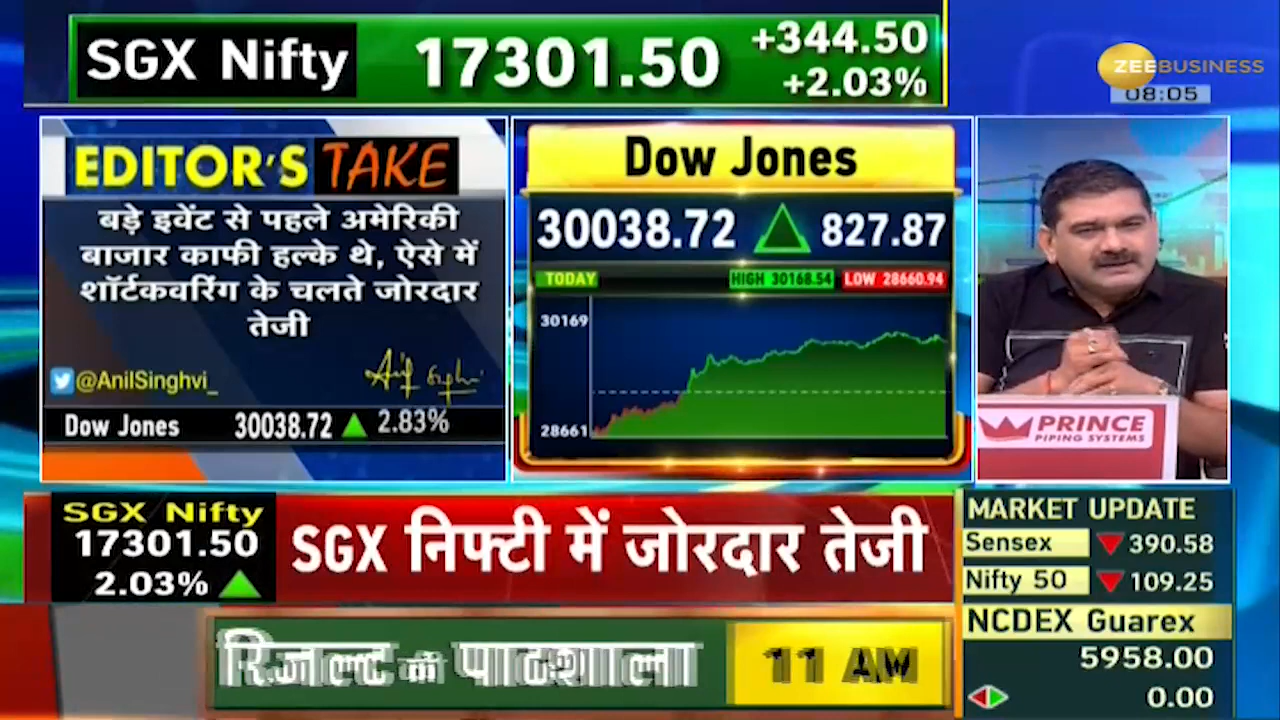 SGX Nifty
17301.50
+344.50
+2.03%
ZEEBUSINESS
08:05
EDITOR'S TAKE
बड़े इवेंट से पहले अमेरिकी
बाजार काफी हल्के थे, ऐसे में
शॉर्टकवरिंग के चलते जोरदार
तेजी
@AnilSinghvi_
Dow Jones 30038.72 2.83%
Dow Jones
30038.72 827.87
TODAY HIGH 30168.54 LOW 28660.94
30169
28661
PRINCE
PIPING SYSTEMS
SGX Nifty
17301.50
2.03%
SGX निफ्टी में जोरदार तेजी
MARKET UPDATE
Sensex 390.58
Nifty 50 109.25
NCDEX Guarex
5958.00
0.00
रिजल्ट की पाठशाला 11 AM